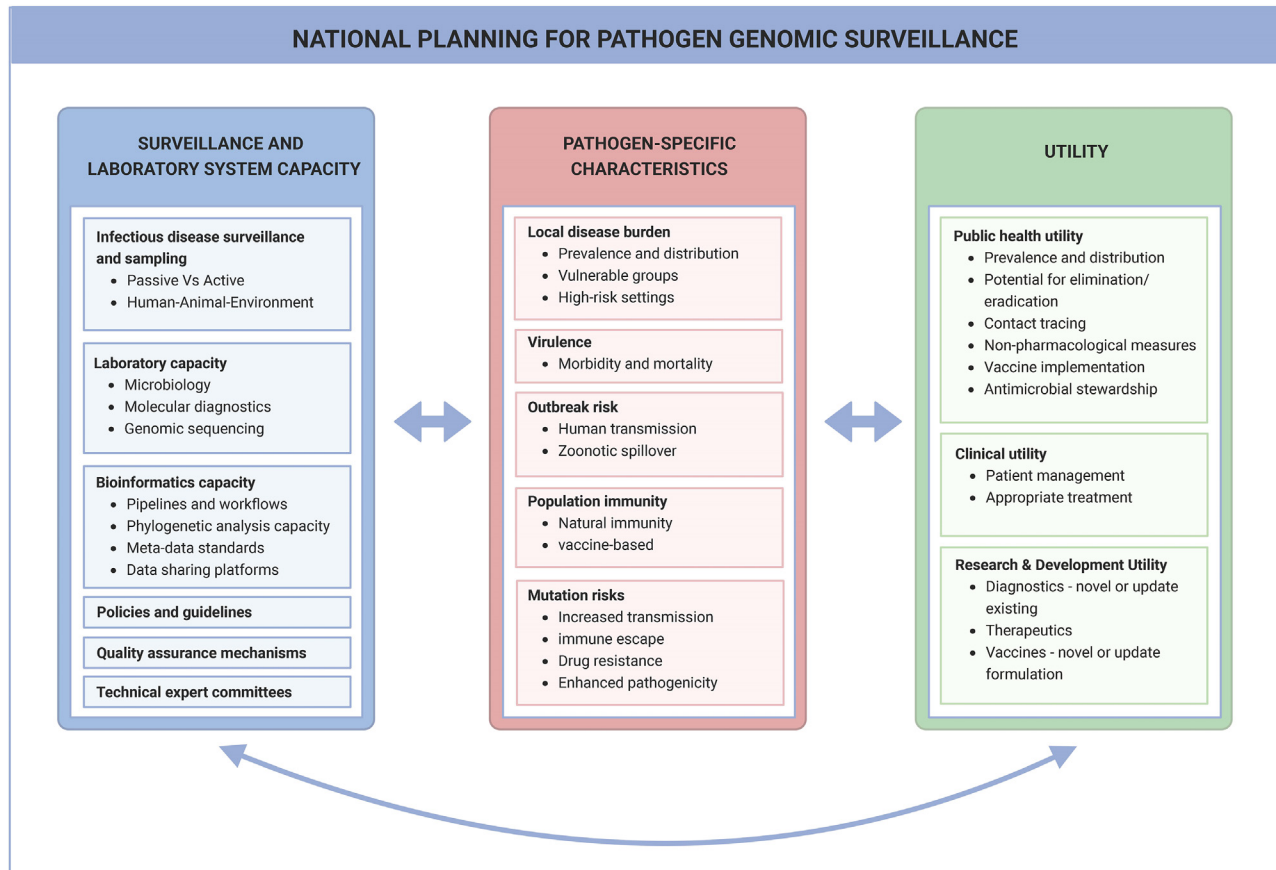 NATIONAL PLANNING FOR PATHOGEN GENOMIC SURVEILLANCE
SURVEILLANCE AND
LABORATORY SYSTEM CAPACITY
Infectious disease surveillance
and sampling
• Passive Vs Active
• Human-Animal-Environment
Laboratory capacity
• Microbiology
• Molecular diagnostics
• Genomic sequencing
Bioinformatics capacity
• Pipelines and workflows
• Phylogenetic analysis capacity
• Meta-data standards
• Data sharing platforms
Policies and guidelines
Quality assurance mechanisms
Technical expert committees
PATHOGEN-SPECIFIC
CHARACTERISTICS
Local disease burden
• Prevalence and distribution
• Vulnerable groups
• High-risk settings
Virulence
• Morbidity and mortality
Outbreak risk
• Human transmission
• Zoonotic spillover
Population immunity
• Natural immunity
• vaccine-based
Mutation risks
• Increased transmission
• immune escape
• Drug resistance
• Enhanced pathogenicity
UTILITY
Public health utility
• Prevalence and distribution
• Potential for elimination/
eradication
• Contact tracing
• Non-pharmacological measures
• Vaccine implementation
• Antimicrobial stewardship
Clinical utility
• Patient management
• Appropriate treatment
Research & Development Utility
• Diagnostics - novel or update
existing
• Therapeutics
• Vaccines - novel or update
formulation